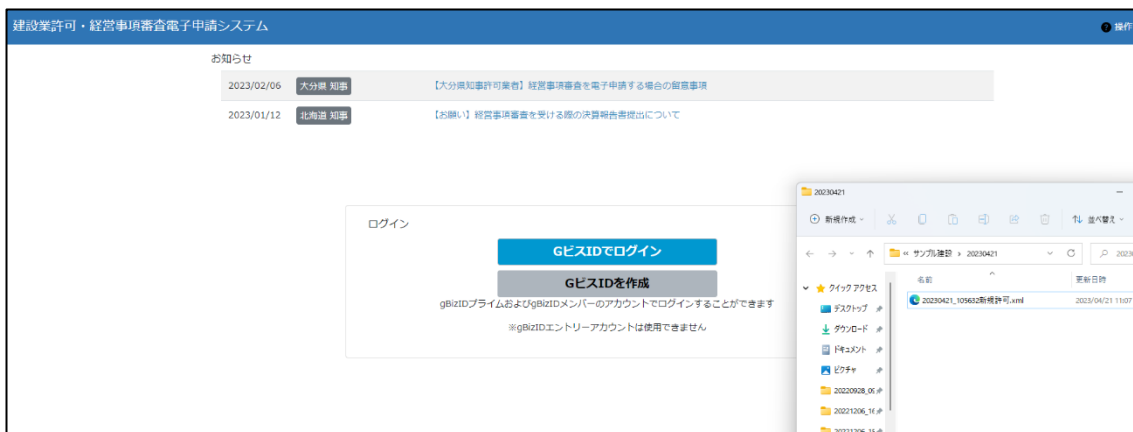 建設業許可・経営事項審査電子申請システム
操作
お知らせ
2023/02/06 大分県 知事 【大分県知事許可業者】経営事項審査を電子申請する場合の留意事項
2023/01/12 北海道 知事 【お願い】経営事項審査を受ける際の決算報告書提出について
ログイン
GビズIDでログイン
GビズIDを作成
gBizIDプライムおよびgBizIDメンバーのアカウントでログインすることができます
※gBizIDエントリーアカウントは使用できません
20230421
新規作成
並べ替え
« サンプル建設 › 20230421
2023
名前 更新日時
クイック アクセス
20230421_105632新規許可.xml 2023/04/21 11:07
デスクトップ
ダウンロード
ドキュメント
ピクチャ
20220928_09
20221206_16